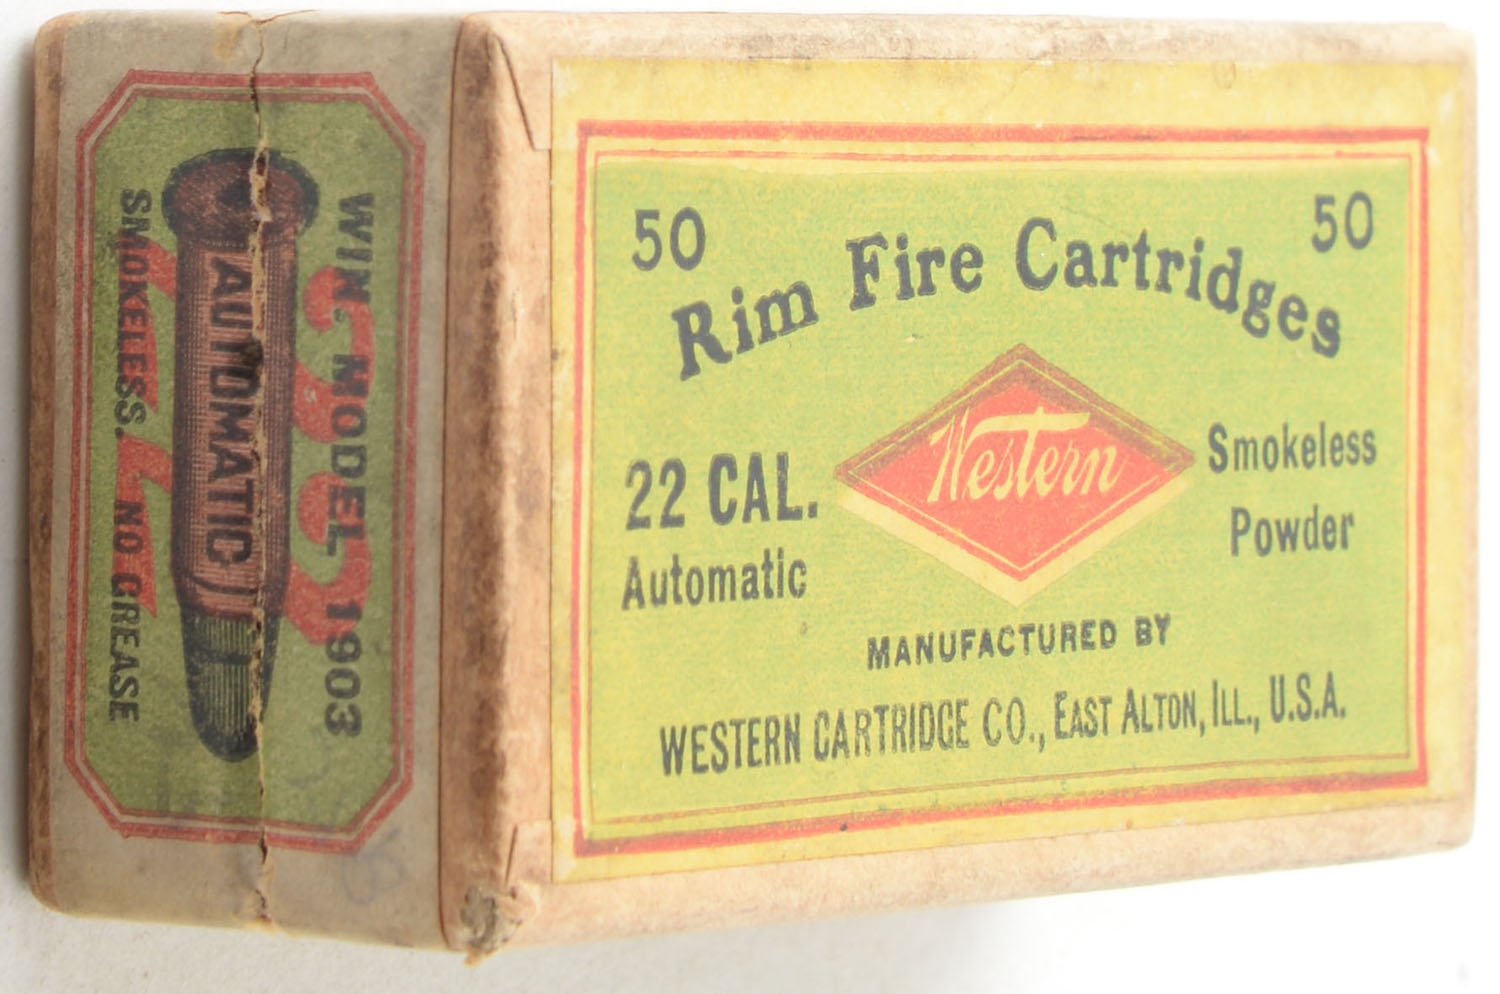 50
50
Rim Fire Cartridges
Western
22 CAL.
Automatic
Smokeless
Powder
MANUFACTURED BY
WESTERN CARTRIDGE CO., EAST ALTON, ILL., U.S.A.
WIN. MODEL 1903
22
AUTOMATIC
SMOKELESS. NO GREASE